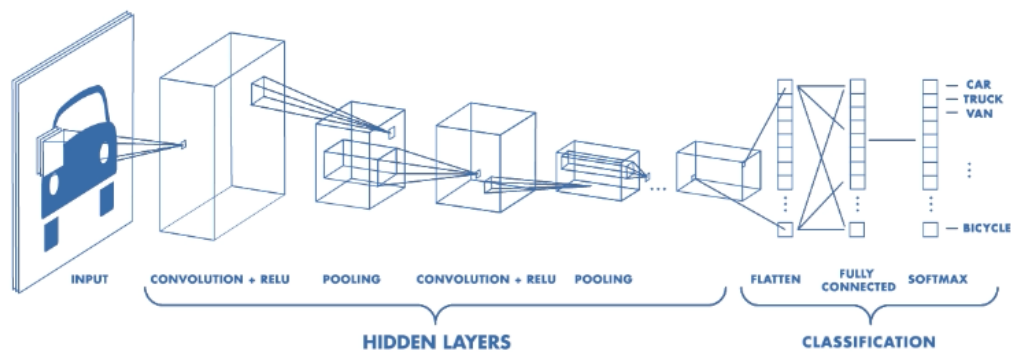 CAR
TRUCK
VAN
BICYCLE
INPUT
CONVOLUTION + RELU
POOLING
CONVOLUTION + RELU
POOLING
FLATTEN
FULLY
CONNECTED
SOFTMAX
HIDDEN LAYERS
CLASSIFICATION